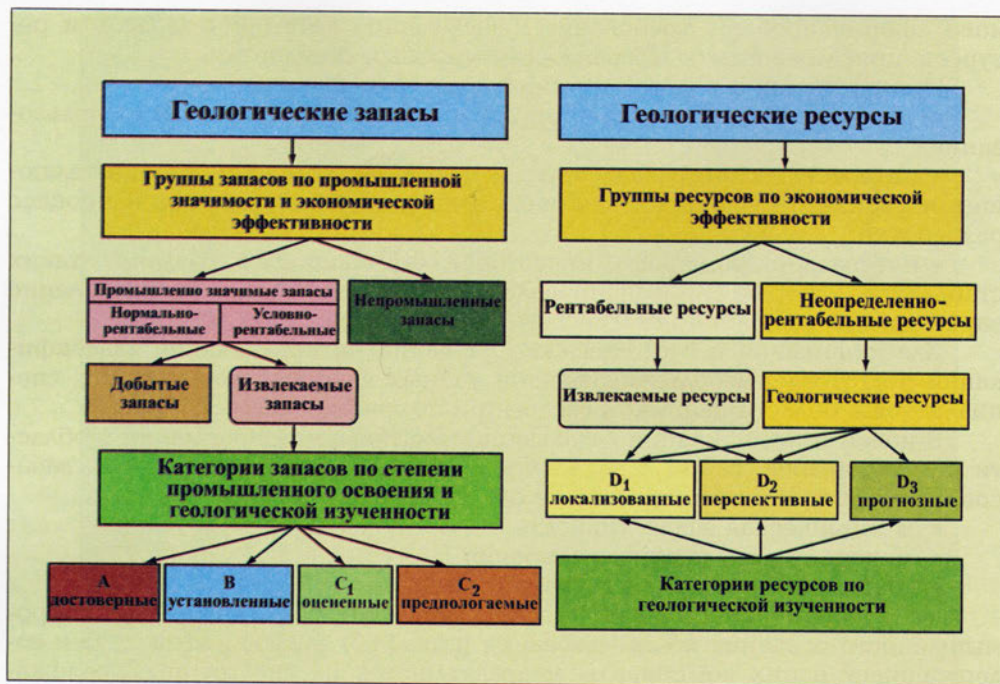 Геологические запасы
Группы запасов по промышленной
значимости и экономической
эффективности
Промышленно значимые запасы
Нормально-
рентабельные
Условно-
рентабельные
Непромышленные
запасы
Добытые
запасы
Извлекаемые
запасы
Категории запасов по степени
промышленного освоения и
геологической изученности
A
достоверные
B
установленные
C₁
оцененные
C₂
предпологаемые
Геологические ресурсы
Группы ресурсов по экономической
эффективности
Рентабельные ресурсы
Неопределенно-
рентабельные ресурсы
Извлекаемые ресурсы
Геологические ресурсы
D₁
локализованные
D₂
перспективные
D₃
прогнозные
Категории ресурсов по
геологической изученности